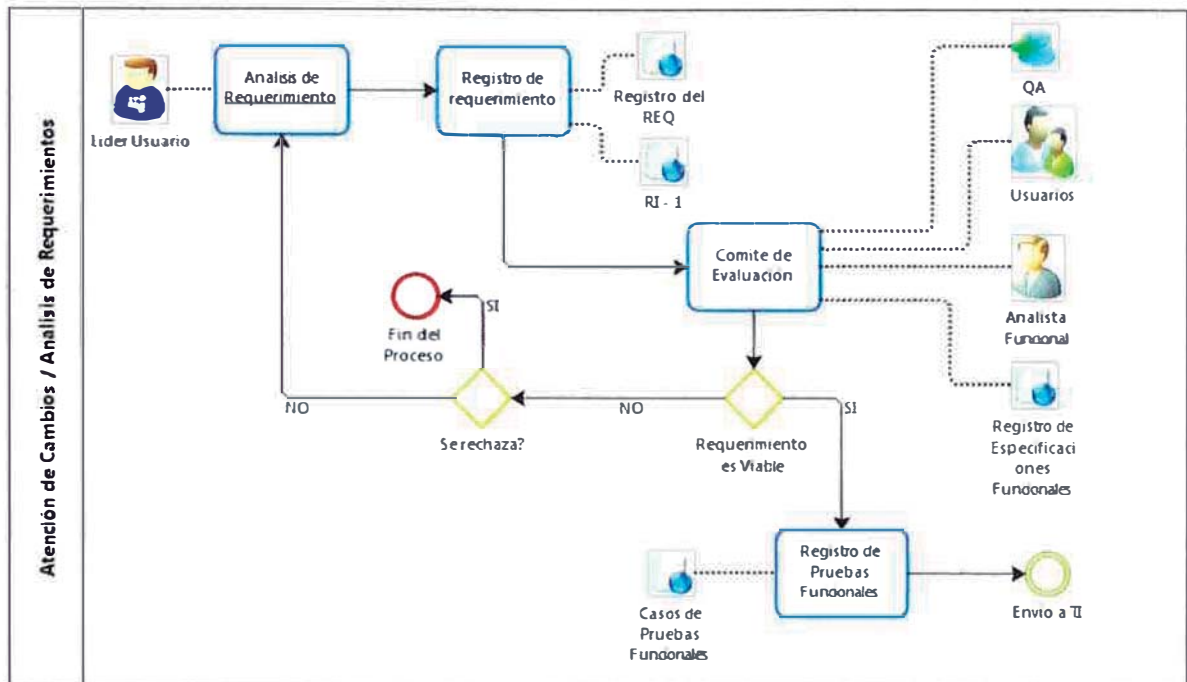 Atención de Cambios / Análisis de Requerimientos
Lider Usuario
Analisis de
Requerimiento
Registro de
requerimiento
Registro del
REQ
RI - 1
QA
Usuarios
Comite de
Evaluación
Analista
Funcional
Registro de
Especificaci
ones
Funcionales
SI
Fin del
Proceso
NO
Se rechaza?
NO
Requerimiento
es Viable
SI
Registro de
Pruebas
Funcionales
Casos de
Pruebas
Funcionales
Envio a TI